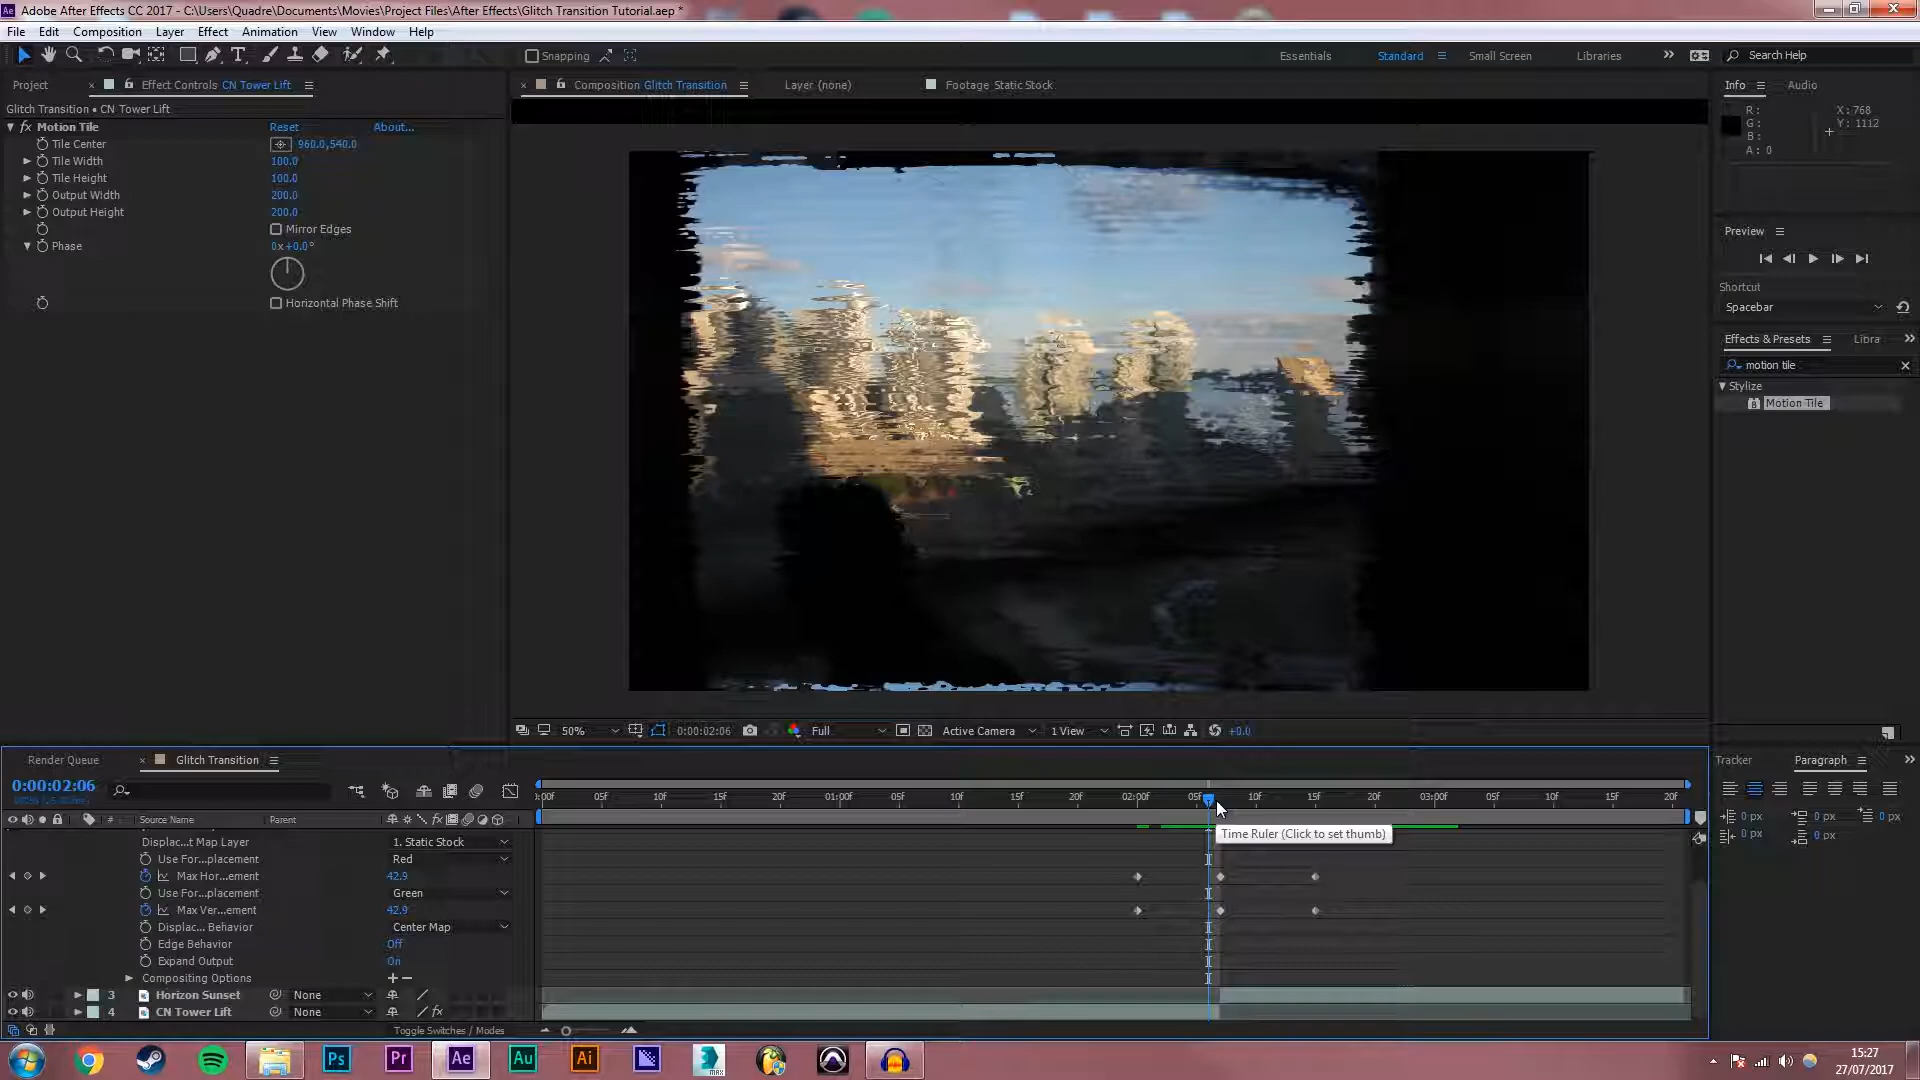 Adobe After Effects CC 2017 - C:\Users\Quadre\Documents\Movies\Project Files\After Effects\Glitch Transition Tutorial.aep *
File Edit Composition Layer Effect Animation View Window Help
Snapping Essentials Standard Small Screen Libraries Search Help
Project Effect Controls CN Tower Lift Composition Glitch Transition Layer (none) Footage Static Stock Info Audio
Glitch Transition • CN Tower Lift
fx Motion Tile Reset About...
Tile Center 960.0,540.0
Tile Width 100.0
Tile Height 100.0
Output Width 200.0
Output Height 200.0
Mirror Edges
Phase 0x+0.0°
Horizontal Phase Shift
R: X: 768
G: Y: 1112
B:
A: 0
Preview
Shortcut
Spacebar
Effects & Presets Libra
motion tile
Stylize
Motion Tile
50% 0:00:02:06 Full Active Camera 1 View +0.0
Render Queue Glitch Transition Tracker Paragraph
0:00:02:06
:00f 05f 10f 15f 20f 01:00f 05f 10f 15f 20f 02:00f 05f 10f 15f 20f 03:00f 05f 10f 15f 20f
# Source Name Parent
Time Ruler (Click to set thumb)
0 px 0 px 0 px
0 px 0 px
Displac...t Map Layer 1. Static Stock
Use For...placement Red
Max Hor...ement 42.9
Use For...placement Green
Max Ver...ement 42.9
Displac... Behavior Center Map
Edge Behavior Off
Expand Output On
Compositing Options
3 Horizon Sunset None
4 CN Tower Lift None fx
Toggle Switches / Modes
Ps Pr Ae Au Ai MAX
15:27
27/07/2017